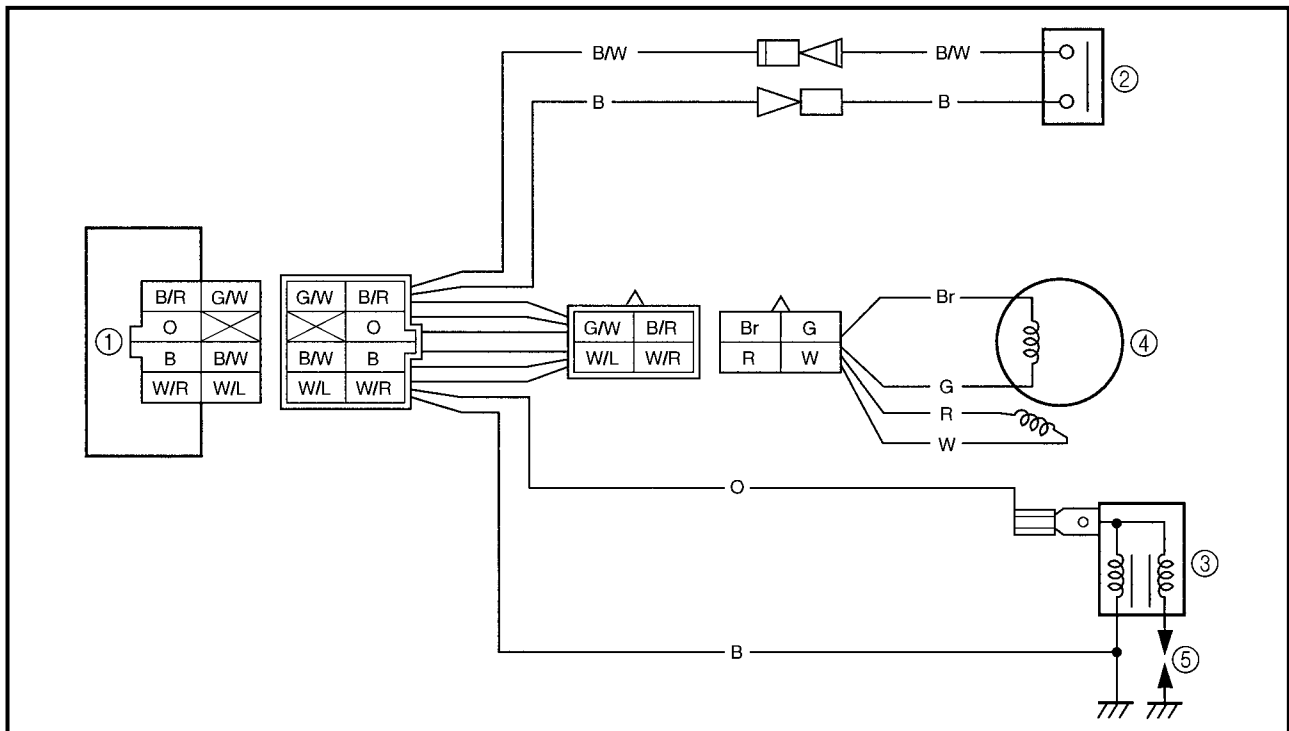 B/W B/W
②
B B
B/R G/W G/W B/R
O O
① B B/W B/W B
W/R W/L W/L W/R
G/W B/R Br G
W/L W/R R W
Br
④
G
R
W
O
O
③
B
⑤